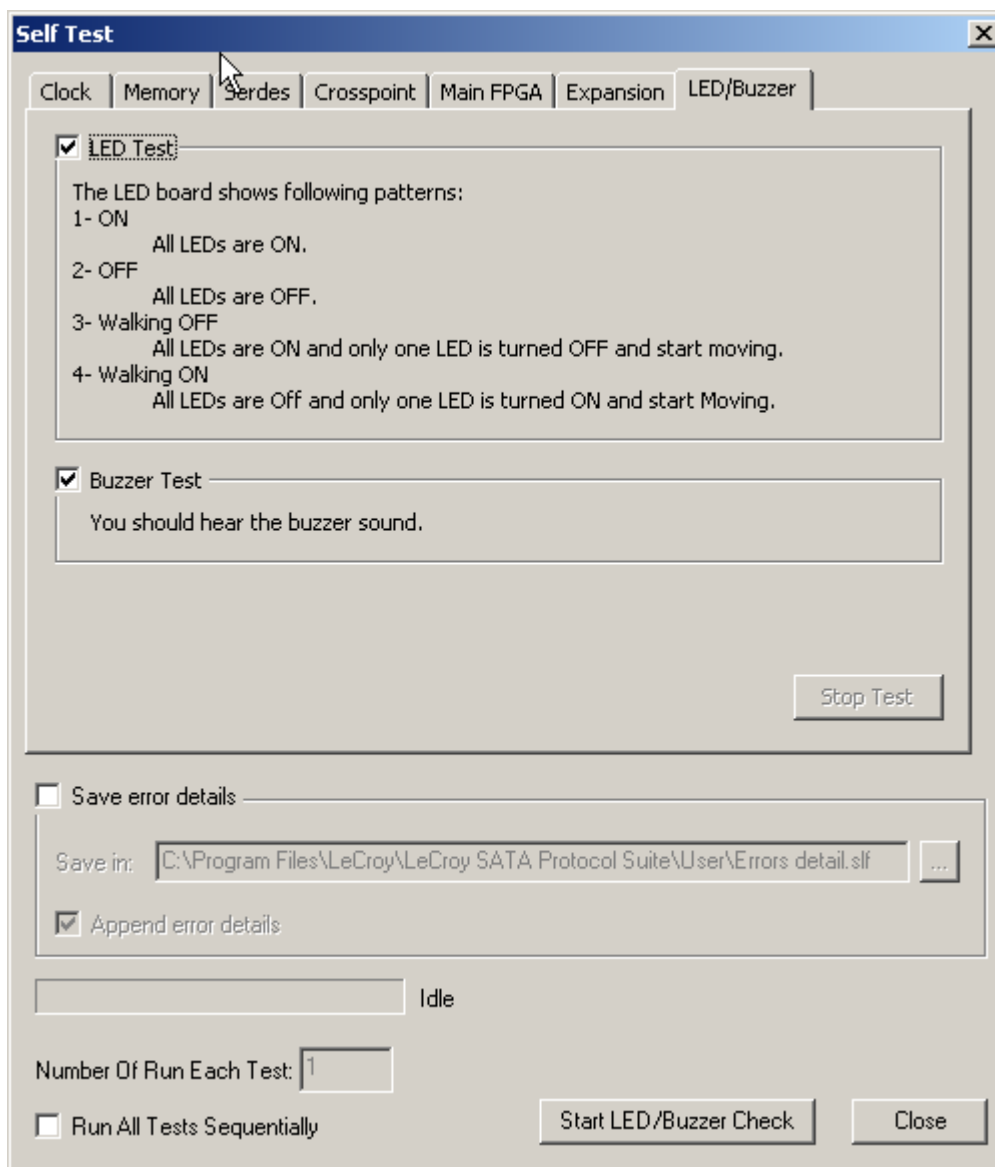 Self Test
Clock Memory Serdes Crosspoint Main FPGA Expansion LED/Buzzer
LED Test
The LED board shows following patterns:
1- ON
All LEDs are ON.
2- OFF
All LEDs are OFF.
3- Walking OFF
All LEDs are ON and only one LED is turned OFF and start moving.
4- Walking ON
All LEDs are Off and only one LED is turned ON and start Moving.
Buzzer Test
You should hear the buzzer sound.
Stop Test
Save error details
Save in: C:\Program Files\LeCroy\LeCroy SATA Protocol Suite\User\Errors detail.slf ...
Append error details
Idle
Number Of Run Each Test: 1
Run All Tests Sequentially Start LED/Buzzer Check Close